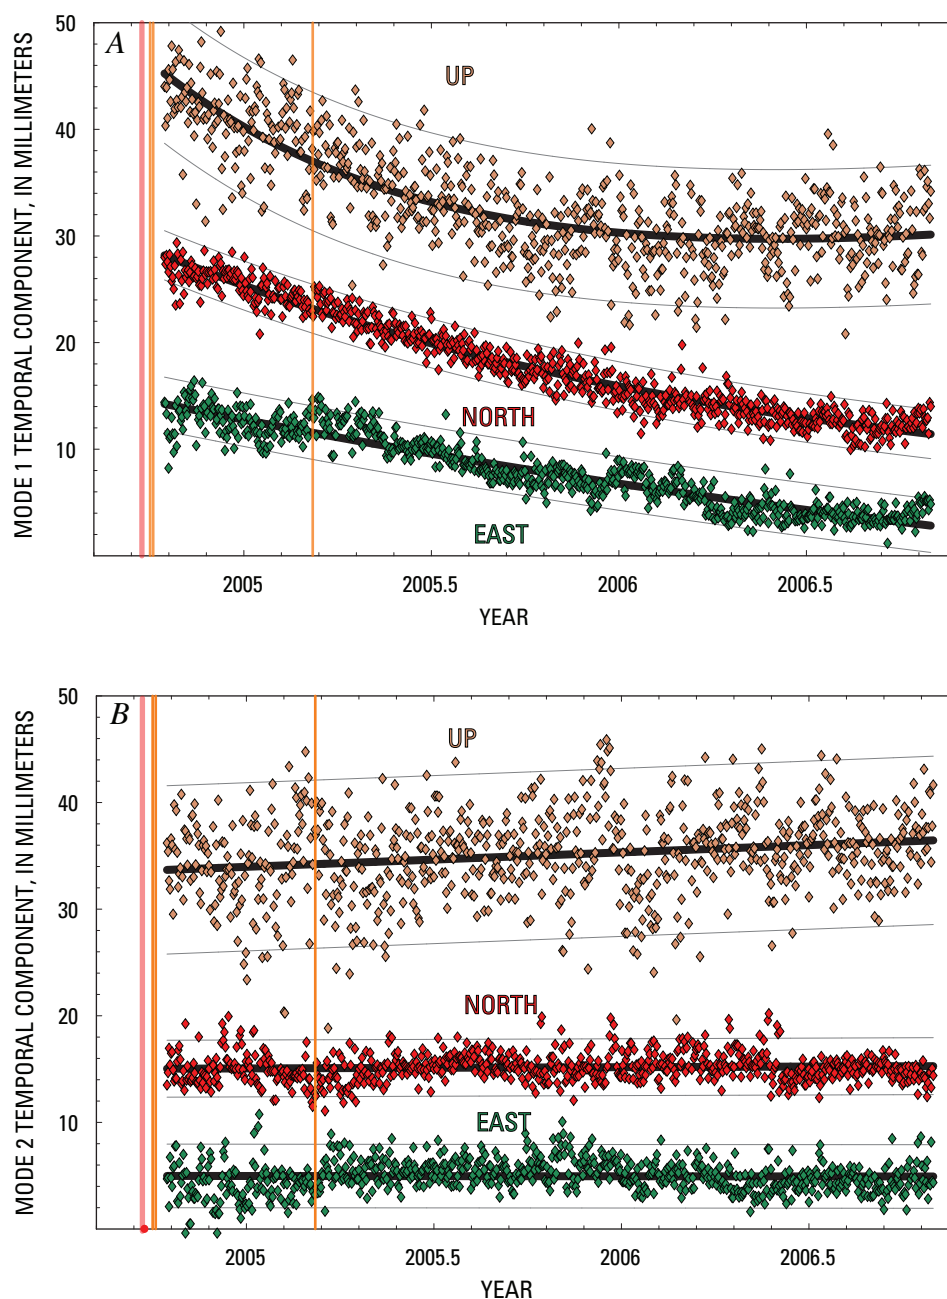 MODE 1 TEMPORAL COMPONENT, IN MILLIMETERS
A
50
40
30
20
10
UP
NORTH
EAST
2005
2005.5
2006
2006.5
YEAR
MODE 2 TEMPORAL COMPONENT, IN MILLIMETERS
B
50
40
30
20
10
UP
NORTH
EAST
2005
2005.5
2006
2006.5
YEAR